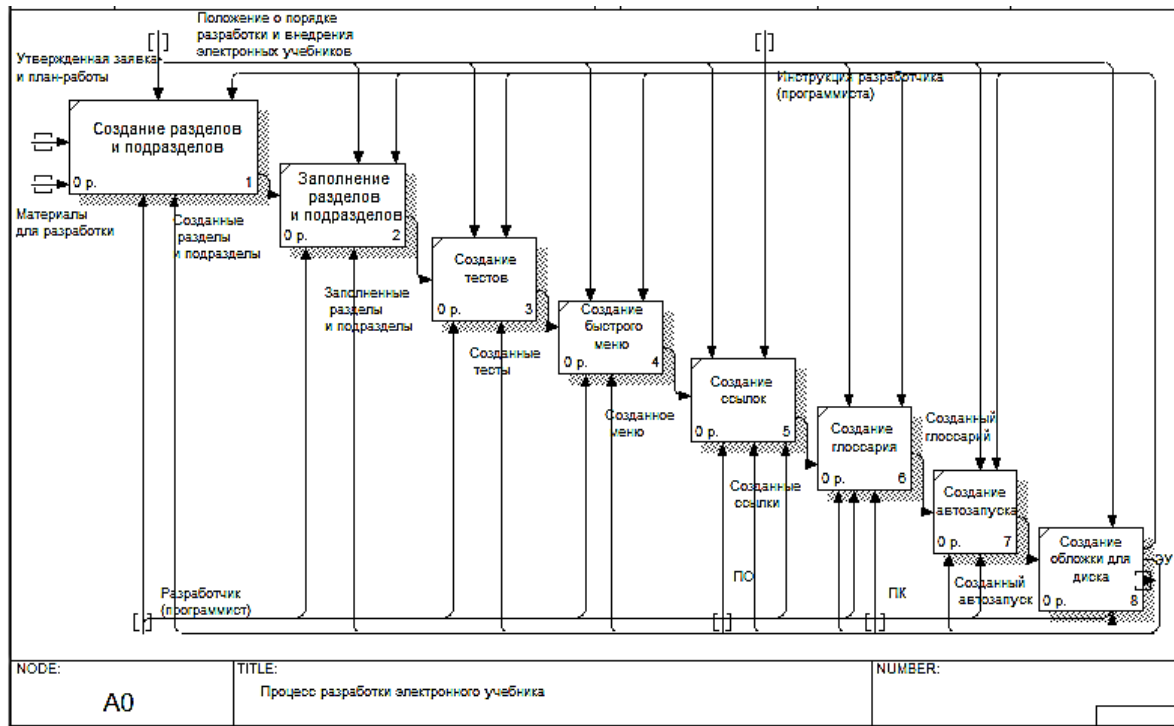 Положение о порядке
разработки и внедрения
электронных учебников
Утвержденная заявка
и план-работы
Инструкция разработчика
(программиста)
Создание разделов
и подразделов
0 р. 1
Материалы
для разработки
Созданные
разделы
и подразделы
Заполнение
разделов
и подразделов
0 р. 2
Заполненные
разделы
и подразделы
Создание
тестов
0 р. 3
Созданные
тесты
Создание
быстрого
меню
0 р. 4
Созданное
меню
Создание
ссылок
0 р. 5
Созданные
ссылки
Создание
глоссария
0 р. 6
Созданный
глоссарий
Создание
автозапуска
0 р. 7
Созданный
автозапуск
Создание
обложки для
диска
0 р. 8
ЭУ
Разработчик
(программист)
ПО
ПК
NODE:
A0
TITLE:
Процесс разработки электронного учебника
NUMBER: